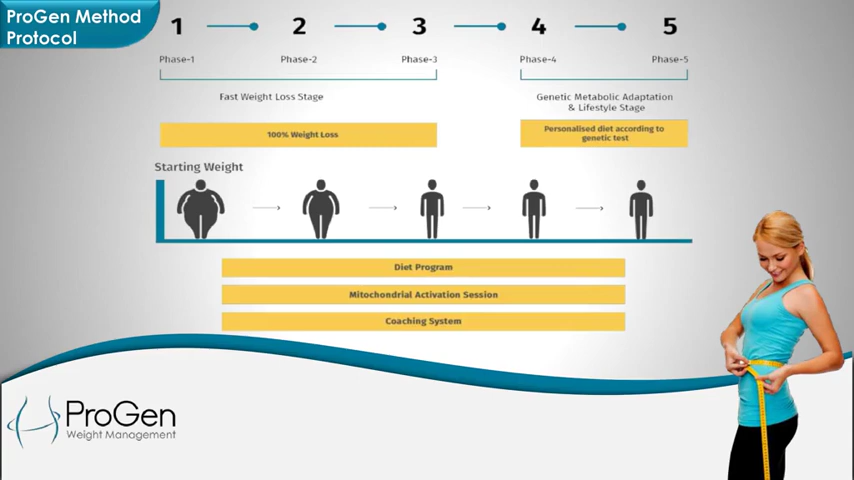 ProGen Method
Protocol
1 2 3 4 5
Phase-1 Phase-2 Phase-3 Phase-4 Phase-5
Fast Weight Loss Stage
Genetic Metabolic Adaptation
& Lifestyle Stage
100% Weight Loss
Personalised diet according to
genetic test
Starting Weight
Diet Program
Mitochondrial Activation Session
Coaching System
ProGen
Weight Management